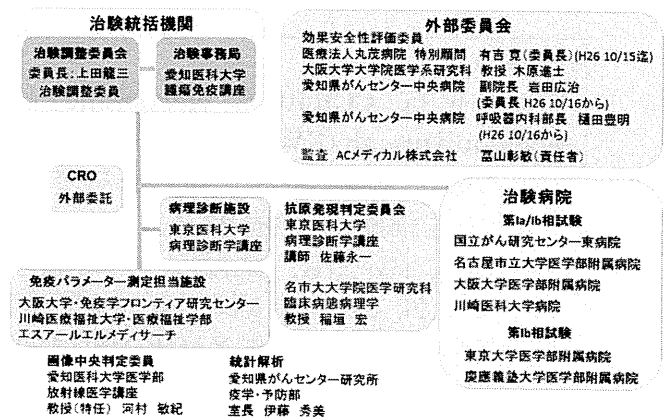 治験統括機関
治験調整委員会
委員長:上田龍三
治験調整委員
治験事務局
愛知医科大学
腫瘍免疫講座
外部委員会
効果安全性評価委員
医療法人丸茂病院 特別顧問 有吉 寛(委員長)(H26 10/15迄)
大阪大学大学院医学系研究科 教授 木原進士
愛知県がんセンター中央病院 副院長 岩田広治
(委員長 H26 10/16から)
愛知県がんセンター中央病院 呼吸器内科部長 樋田豊明
(H26 10/16から)
監査 ACメディカル株式会社 冨山彰敏(責任者)
CRO
外部委託
病理診断施設
東京医科大学
病理診断学講座
抗原発現判定委員会
東京医科大学
病理診断学講座
講師 佐藤永一
名市大大学院医学研究科
臨床病態病理学
教授 稲垣 宏
免疫パラメーター測定担当施設
大阪大学・免疫学フロンティア研究センター
川崎医療福祉大学・医療福祉学部
エスアールエルメディサーチ
治験病院
第Ia/Ib相試験
国立がん研究センター東病院
名古屋市立大学医学部附属病院
大阪大学医学部附属病院
川崎医科大学病院
第Ib相試験
東京大学医学部附属病院
慶應義塾大学医学部附属病院
画像中央判定委員
愛知医科大学医学部
放射線医学講座
教授(特任) 河村 敏紀
統計解析
愛知県がんセンター研究所
疫学・予防部
室長 伊藤 秀美